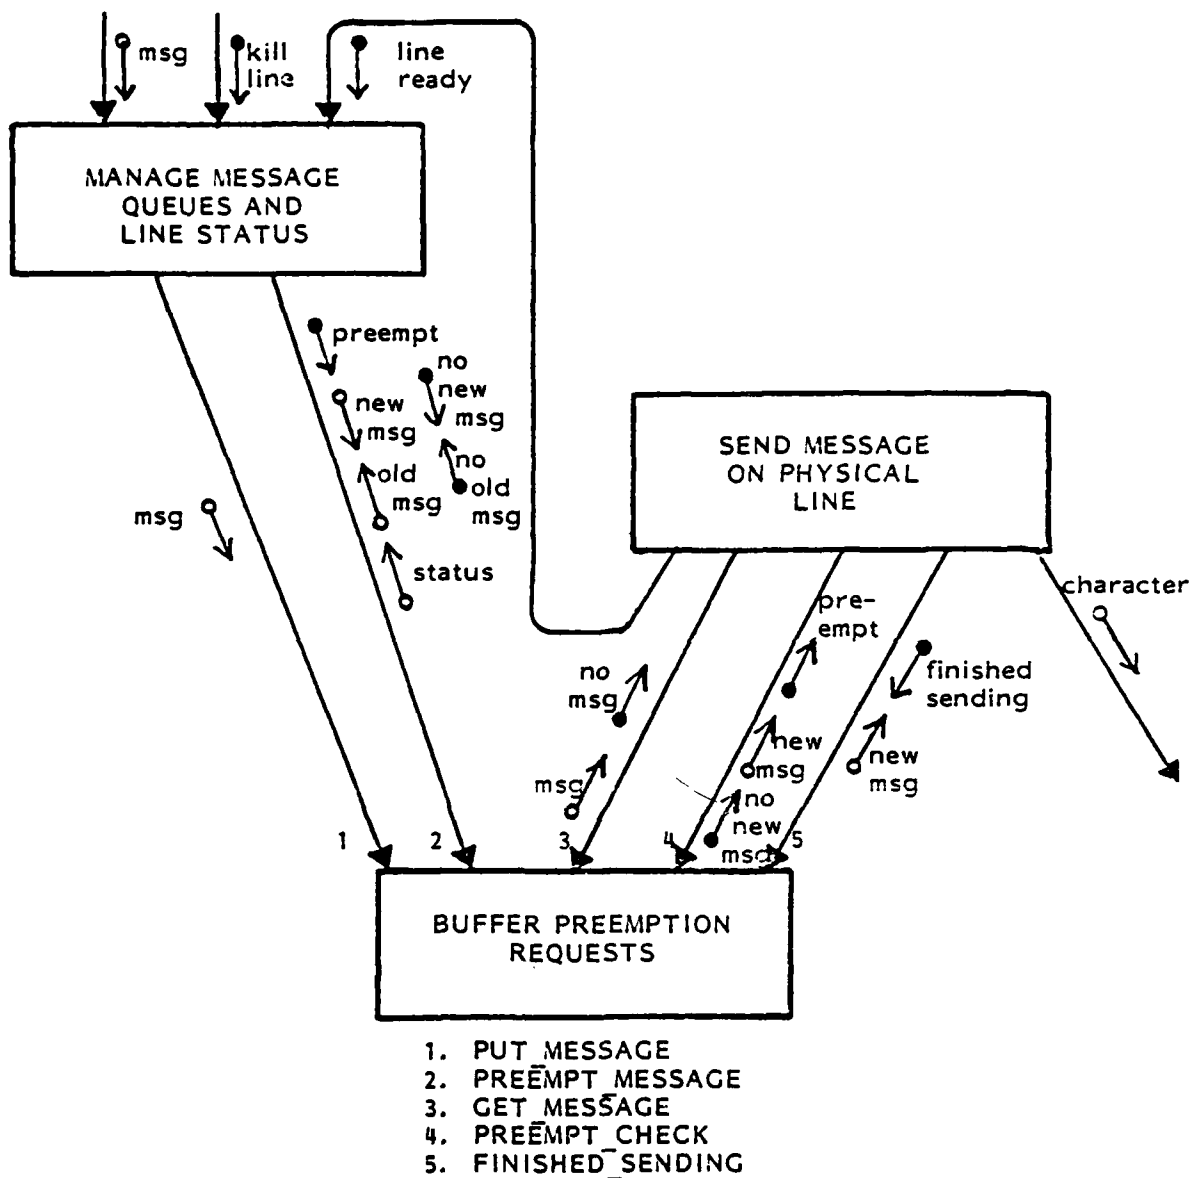 msg
kill
line
line
ready
MANAGE MESSAGE
QUEUES AND
LINE STATUS
preempt
no
new
msg
new
msg
old
msg
no
old
msg
status
msg
SEND MESSAGE
ON PHYSICAL
LINE
character
pre-
empt
finished
sending
no
msg
new
msg
new
msg
msg
no
new
msg
1
2
3
4
5
BUFFER PREEMPTION
REQUESTS
1. PUT_MESSAGE
2. PREEMPT_MESSAGE
3. GET_MESSAGE
4. PREEMPT_CHECK
5. FINISHED_SENDING